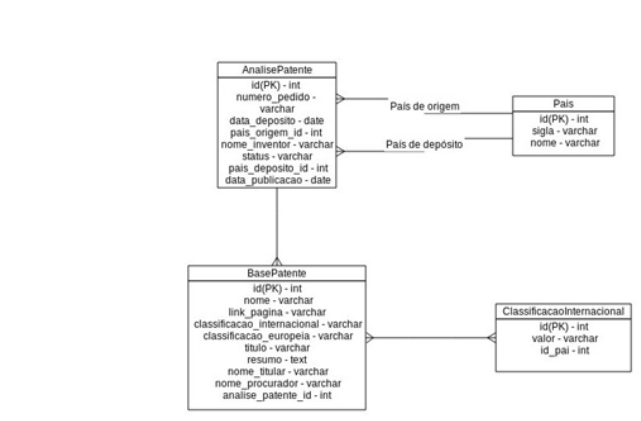 AnalisePatente
id(PK) - int
numero_pedido -
varchar
data_deposito - date
pais_origem_id - int
nome_inventor - varchar
status - varchar
pais_deposito_id - int
data_publicacao - date
País de origem
País de depósito
Pais
id(PK) - int
sigla - varchar
nome - varchar
BasePatente
id(PK) - int
nome - varchar
link_pagina - varchar
classificacao_internacional - varchar
classificacao_europeia - varchar
titulo - varchar
resumo - text
nome_titular - varchar
nome_procurador - varchar
analise_patente_id - int
ClassificacaoInternacional
id(PK) - int
valor - varchar
id_pai - int